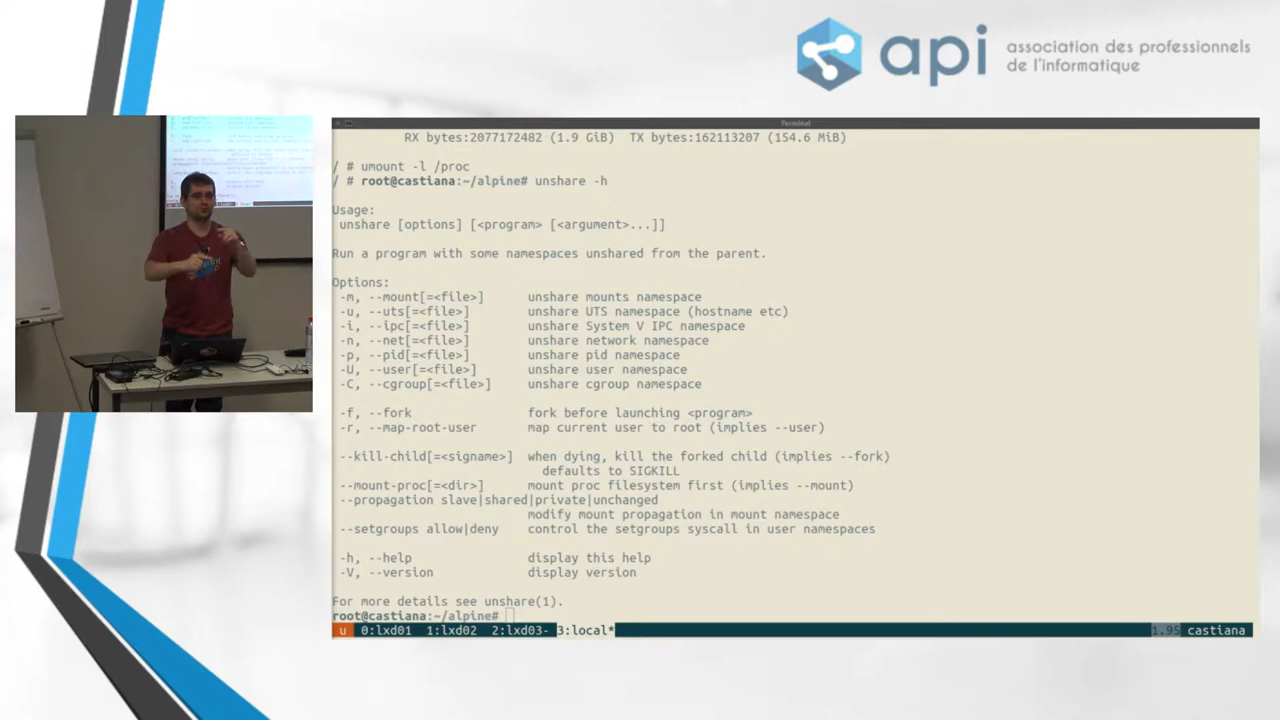 api
association des professionnels
de l'informatique
Terminal
RX bytes:2077172482 (1.9 GiB)  TX bytes:162113207 (154.6 MiB)
/ # umount -l /proc
/ # root@castiana:~/alpine# unshare -h
Usage:
unshare [options] [<program> [<argument>...]]
Run a program with some namespaces unshared from the parent.
Options:
-m, --mount[=<file>]      unshare mounts namespace
-u, --uts[=<file>]        unshare UTS namespace (hostname etc)
-i, --ipc[=<file>]        unshare System V IPC namespace
-n, --net[=<file>]        unshare network namespace
-p, --pid[=<file>]        unshare pid namespace
-U, --user[=<file>]       unshare user namespace
-C, --cgroup[=<file>]     unshare cgroup namespace
-f, --fork                fork before launching <program>
-r, --map-root-user       map current user to root (implies --user)
--kill-child[=<signame>]  when dying, kill the forked child (implies --fork)
defaults to SIGKILL
--mount-proc[=<dir>]      mount proc filesystem first (implies --mount)
--propagation slave|shared|private|unchanged
modify mount propagation in mount namespace
--setgroups allow|deny    control the setgroups syscall in user namespaces
-h, --help                display this help
-V, --version             display version
For more details see unshare(1).
root@castiana:~/alpine#
u  0:lxd01  1:lxd02  2:lxd03- 3:local*  1.95 castiana